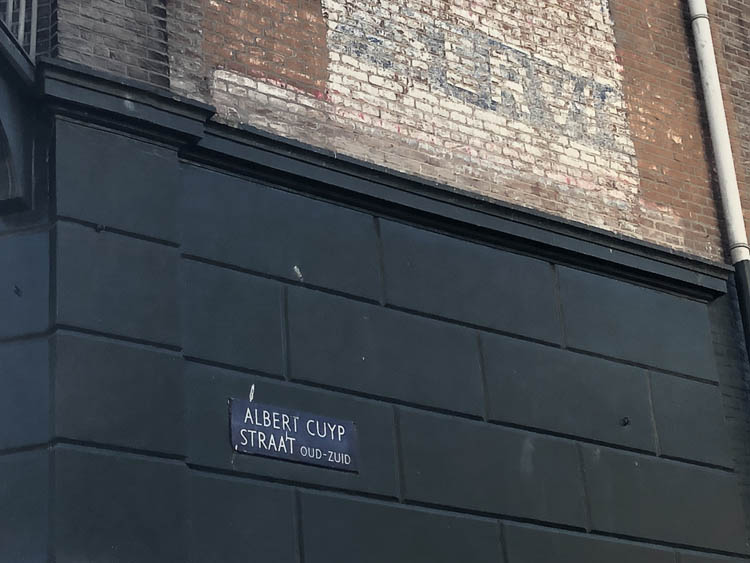 ALBERT CUYP
STRAAT OUD-ZUID